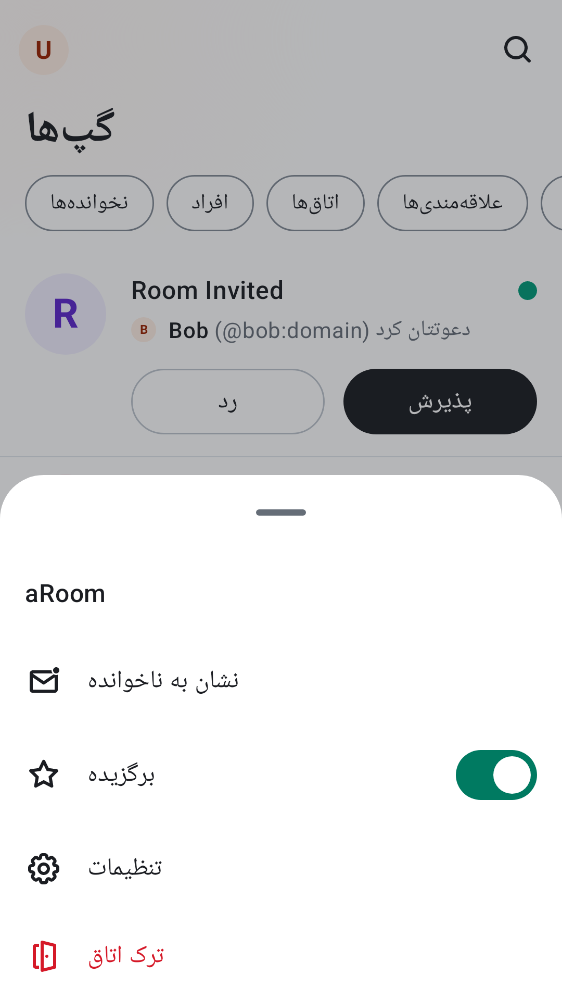 U
گپ‌ها
نخوانده‌ها
افراد
اتاق‌ها
علاقه‌مندی‌ها
R
Room Invited
B
Bob (@bob:domain) دعوتتان کرد
رد
پذیرش
aRoom
نشان به ناخوانده
برگزیده
تنظیمات
ترک اتاق